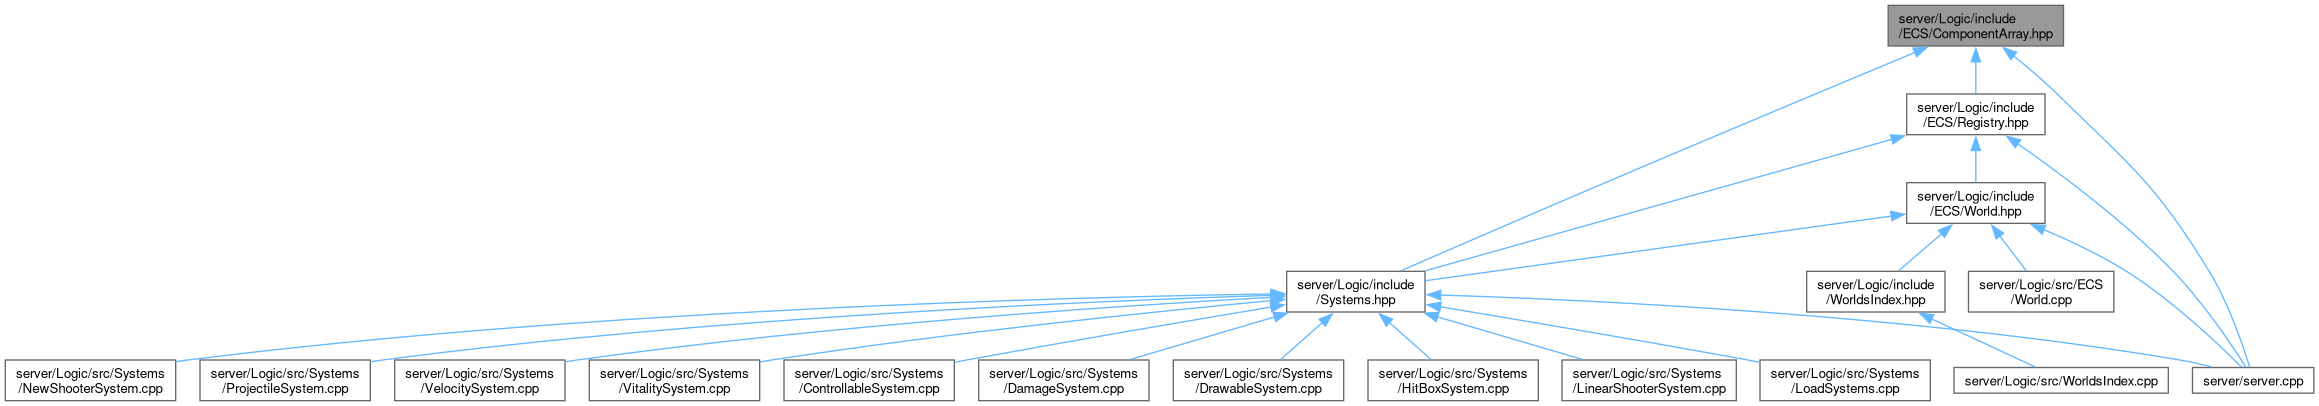 server/Logic/include
/ECS/ComponentArray.hpp
server/Logic/include
/ECS/Registry.hpp
server/Logic/include
/ECS/World.hpp
server/Logic/include
/Systems.hpp
server/Logic/include
/WorldsIndex.hpp
server/Logic/src/ECS
/World.cpp
server/Logic/src/Systems
/NewShooterSystem.cpp
server/Logic/src/Systems
/ProjectileSystem.cpp
server/Logic/src/Systems
/VelocitySystem.cpp
server/Logic/src/Systems
/VitalitySystem.cpp
server/Logic/src/Systems
/ControllableSystem.cpp
server/Logic/src/Systems
/DamageSystem.cpp
server/Logic/src/Systems
/DrawableSystem.cpp
server/Logic/src/Systems
/HitBoxSystem.cpp
server/Logic/src/Systems
/LinearShooterSystem.cpp
server/Logic/src/Systems
/LoadSystems.cpp
server/Logic/src/WorldsIndex.cpp
server/server.cpp